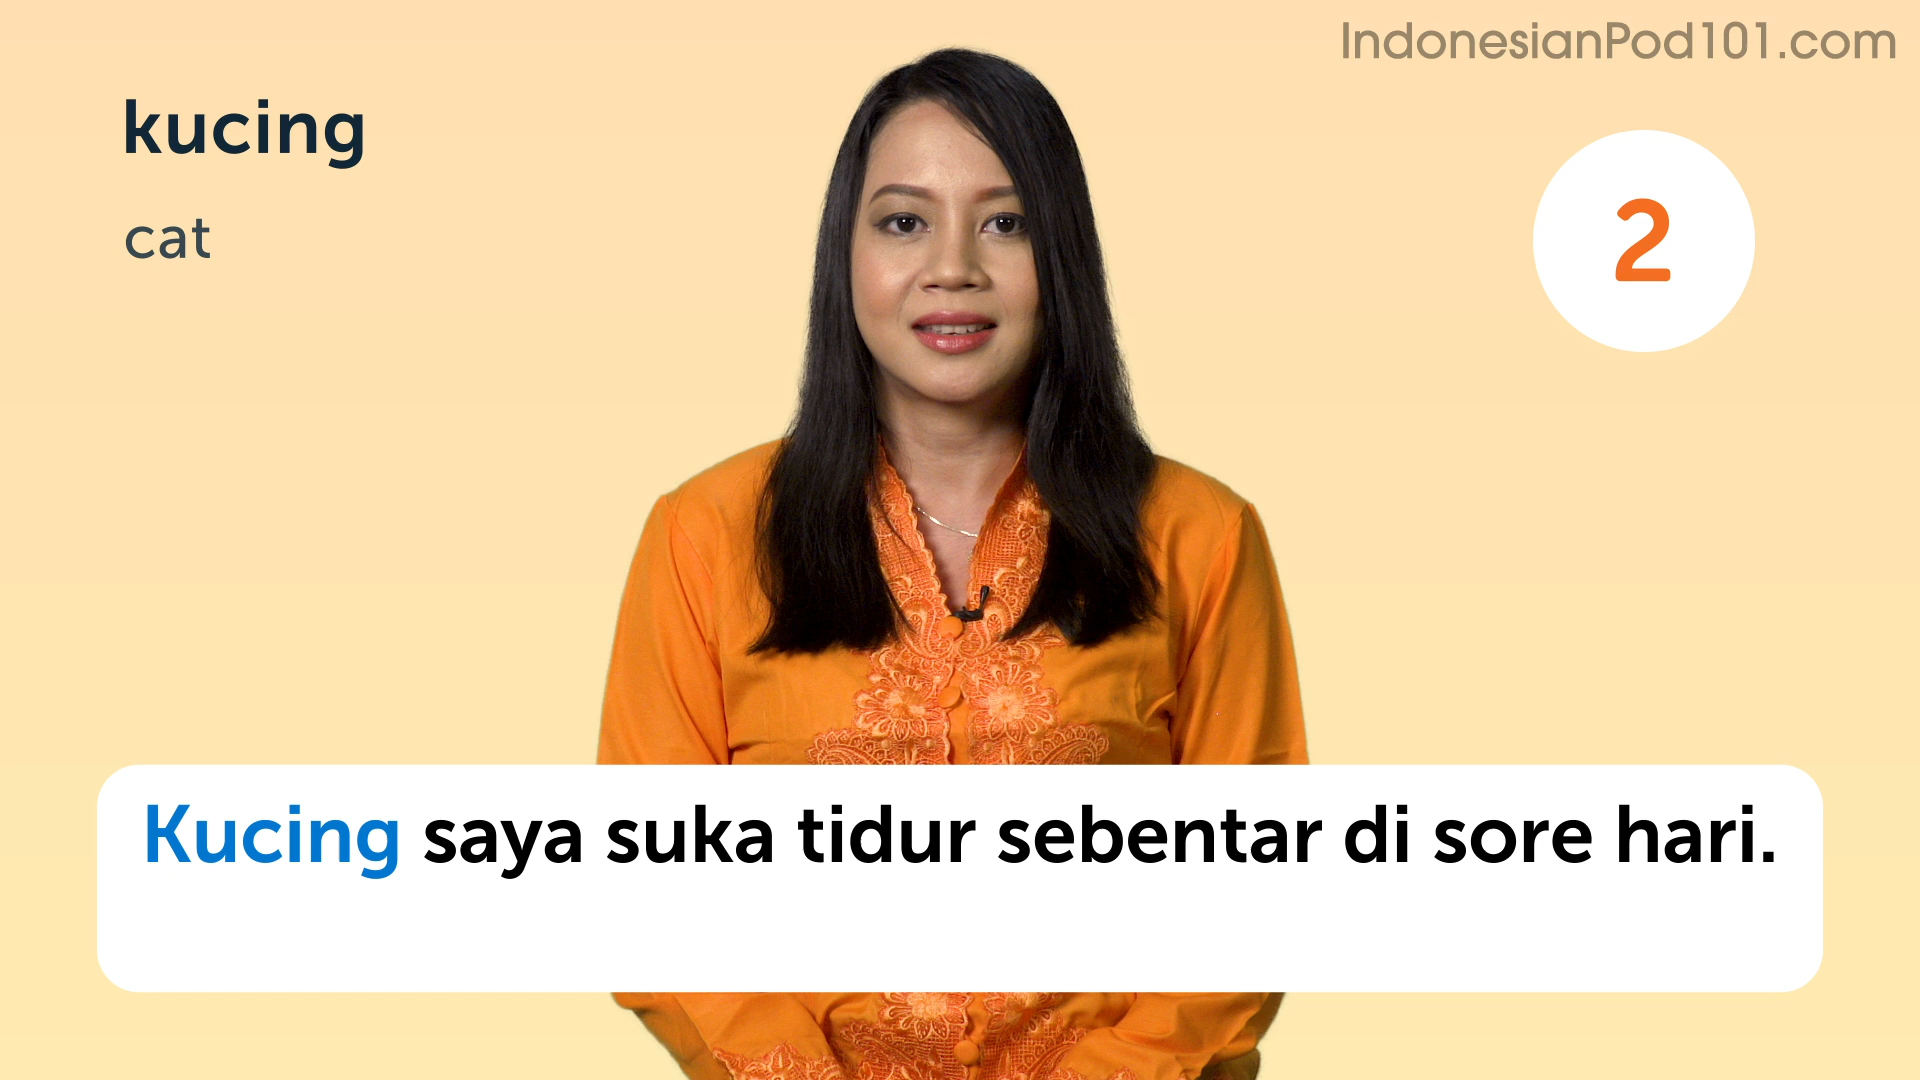 IndonesianPod101.com
kucing
cat
2
Kucing saya suka tidur sebentar di sore hari.